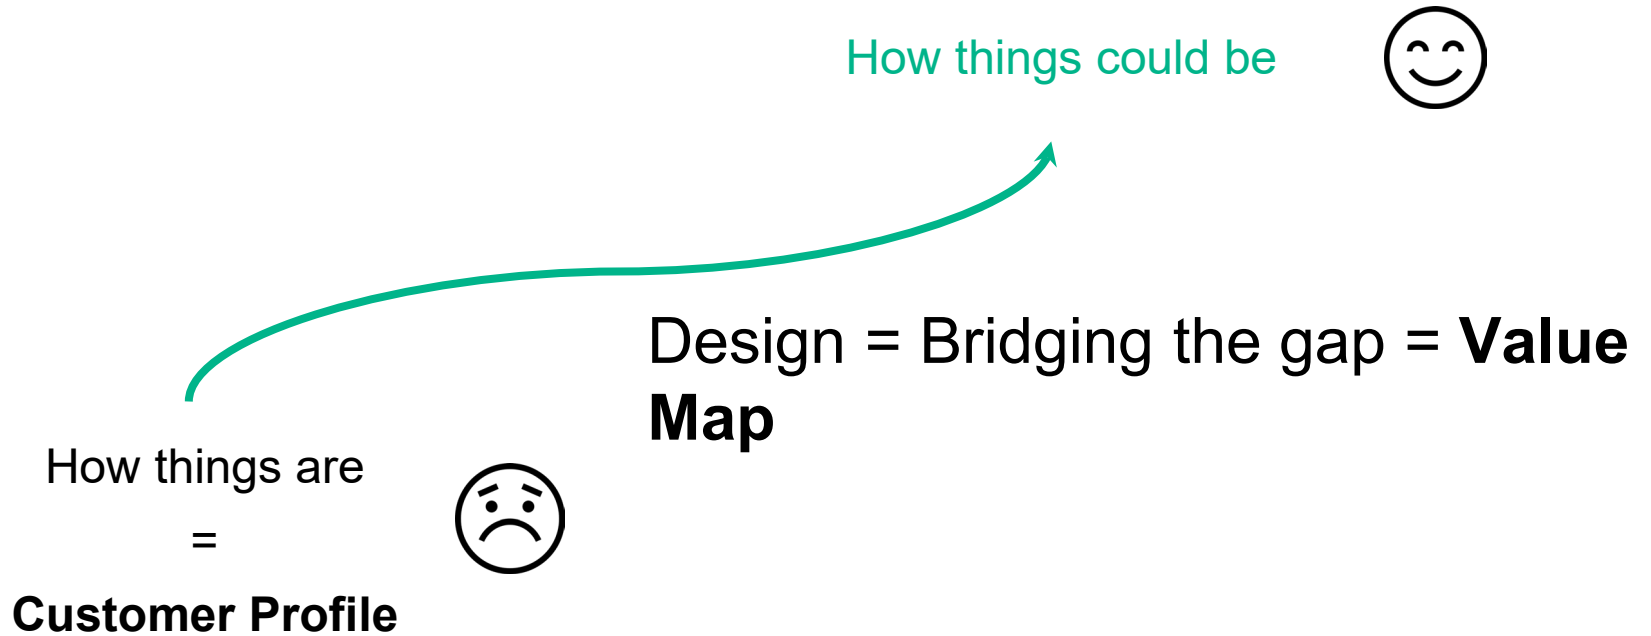 How things could be
Design = Bridging the gap = Value
Map
How things are
=
Customer Profile